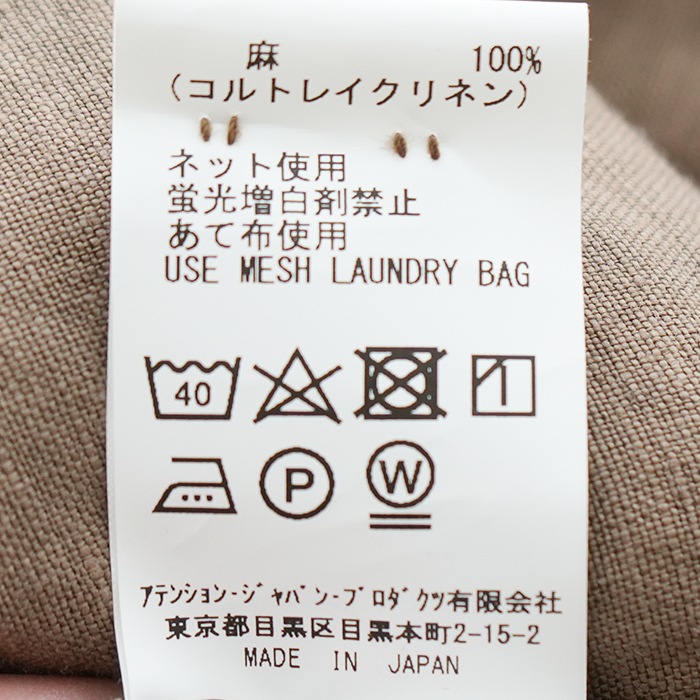 麻 100%
(コルトレイクリネン)
ネット使用
蛍光増白剤禁止
あて布使用
USE MESH LAUNDRY BAG
40
P
W
ｱﾃﾝｼｮﾝ-ｼﾞｬﾊﾟﾝ-ﾌﾟﾛﾀﾞｸﾂ有限会社
東京都目黒区目黒本町2-15-2
MADE IN JAPAN